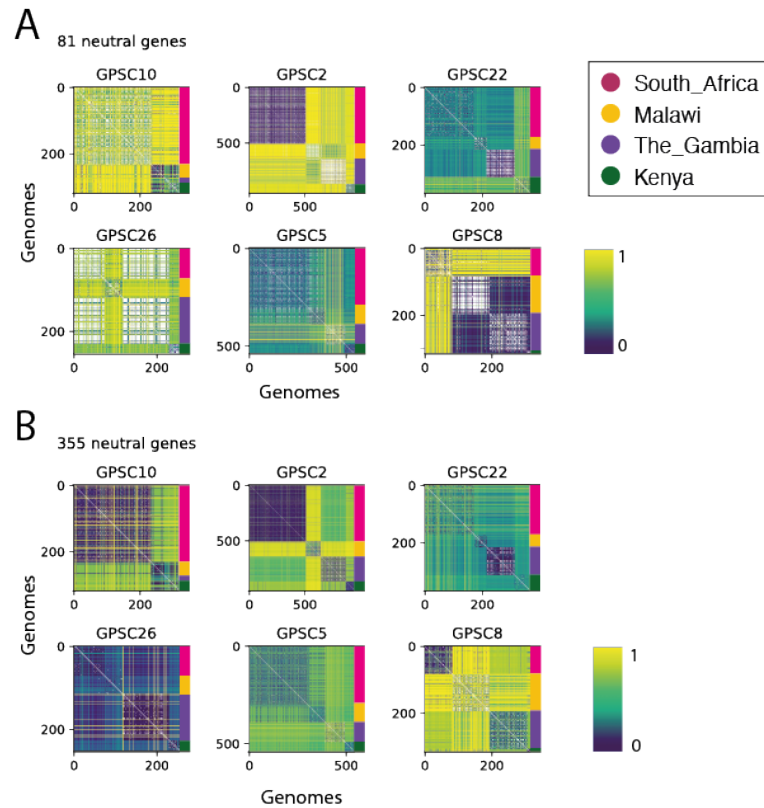 A
81 neutral genes
GPSC10 GPSC2 GPSC22
0 0 0
200 500 200
0 200 0 500 0 200
GPSC26 GPSC5 GPSC8
0 0 0
200 500 200
0 200 0 500 0 200
Genomes
Genomes
South_Africa
Malawi
The_Gambia
Kenya
1
0
B
355 neutral genes
GPSC10 GPSC2 GPSC22
0 0 0
200 500 200
0 200 0 500 0 200
GPSC26 GPSC5 GPSC8
0 0 0
200 500 200
0 200 0 500 0 200
Genomes
Genomes
1
0